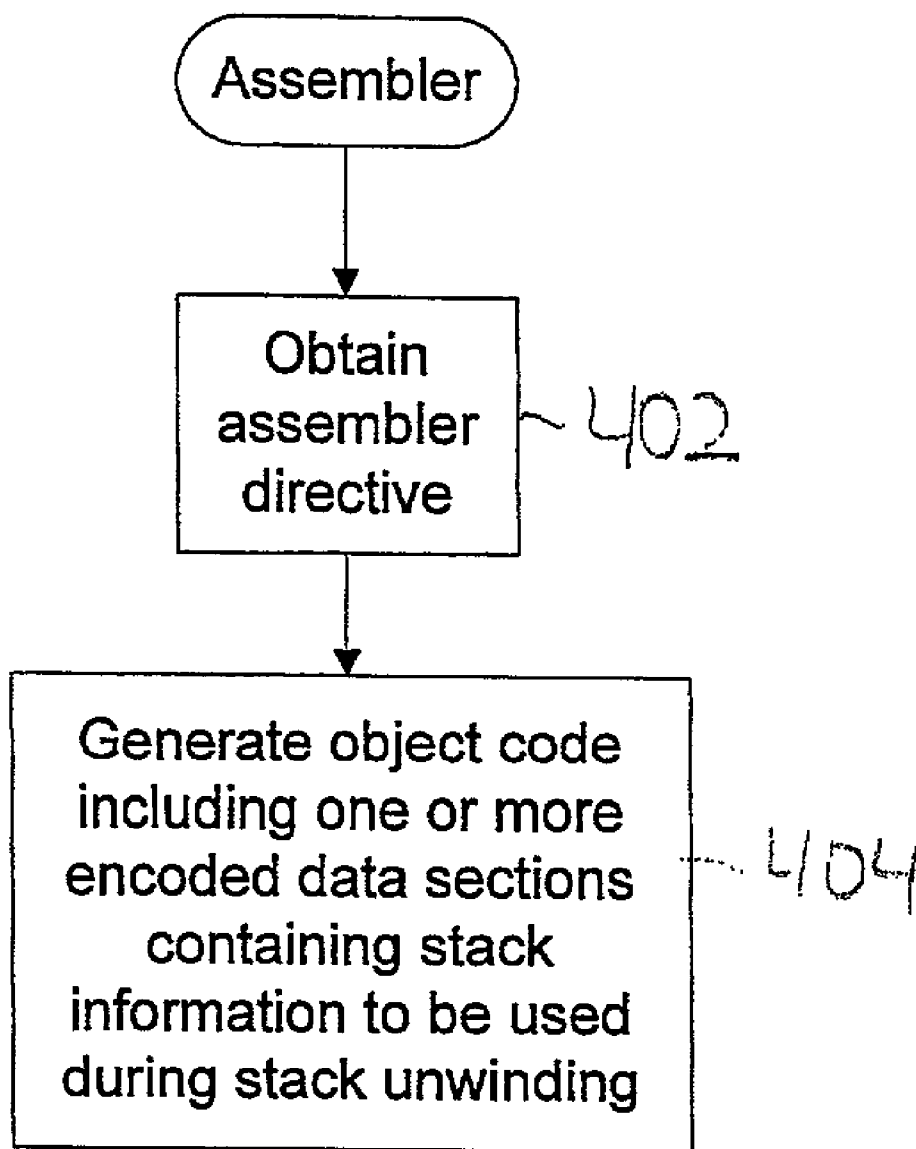 Assembler
Obtain
assembler
directive
402
Generate object code
including one or more
encoded data sections
containing stack
information to be used
during stack unwinding
404